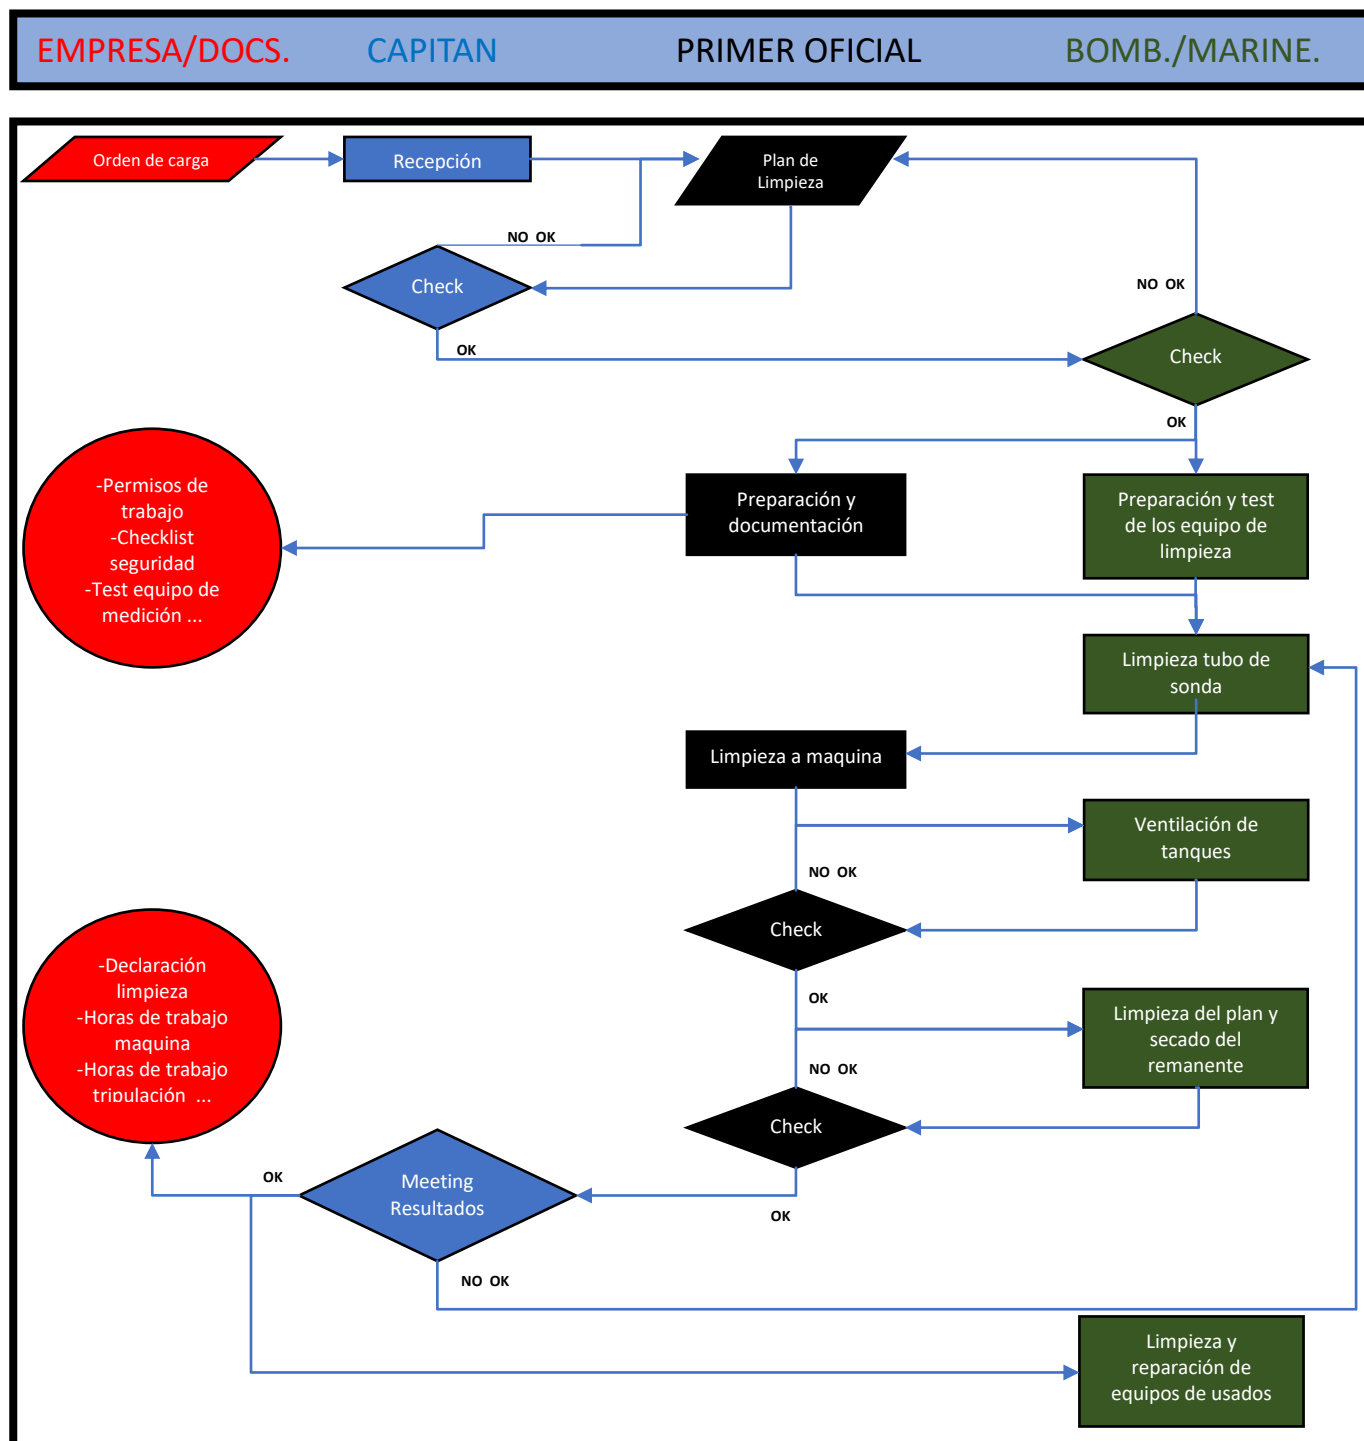 EMPRESA/DOCS. CAPITAN PRIMER OFICIAL BOMB./MARINE.
Orden de carga
Recepción
Plan de
Limpieza
NO OK
Check
NO OK
OK
Check
OK
-Permisos de
trabajo
-Checklist
seguridad
-Test equipo de
medición ...
Preparación y
documentación
Preparación y test
de los equipo de
limpieza
Limpieza tubo de
sonda
Limpieza a maquina
Ventilación de
tanques
NO OK
Check
OK
-Declaración
limpieza
-Horas de trabajo
maquina
-Horas de trabajo
tripulación ...
Limpieza del plan y
secado del
remanente
NO OK
Check
OK
Meeting
Resultados
OK
NO OK
Limpieza y
reparación de
equipos de usados